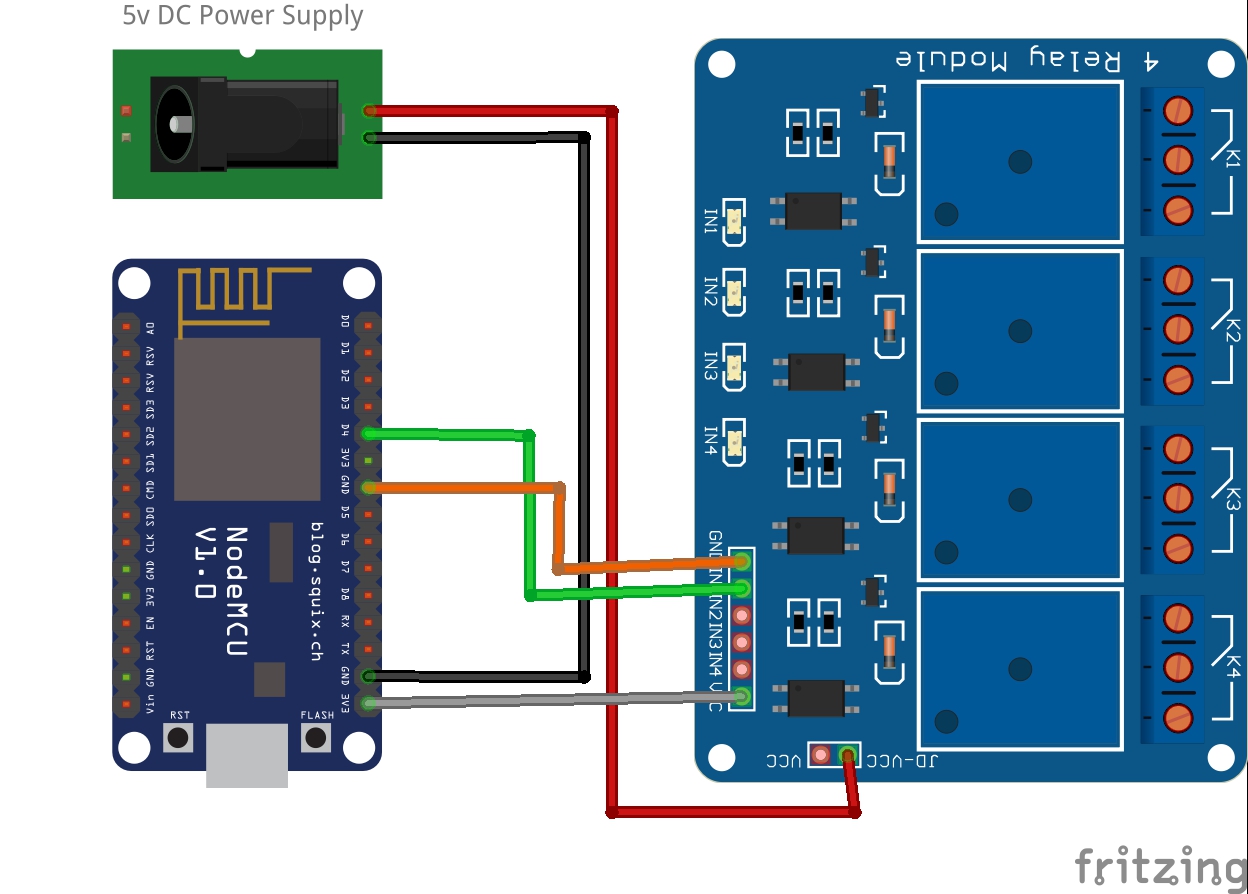 5v DC Power Supply
4 Relay Module
K1
K2
K3
K4
IN1
IN2
IN3
IN4
GND
IN
IN2
IN3
IN4
VCC
JD-VCC
A0
RSV
RSV
SD3
SD2
SD1
CMD
SD0
CLK
GND
3V3
EN
RST
GND
Vin
D0
D1
D2
D3
D4
3V3
GND
D5
D6
D7
D8
RX
TX
GND
3V3
NodeMCU
v1.0
blog.squix.ch
RST
FLASH
fritzing